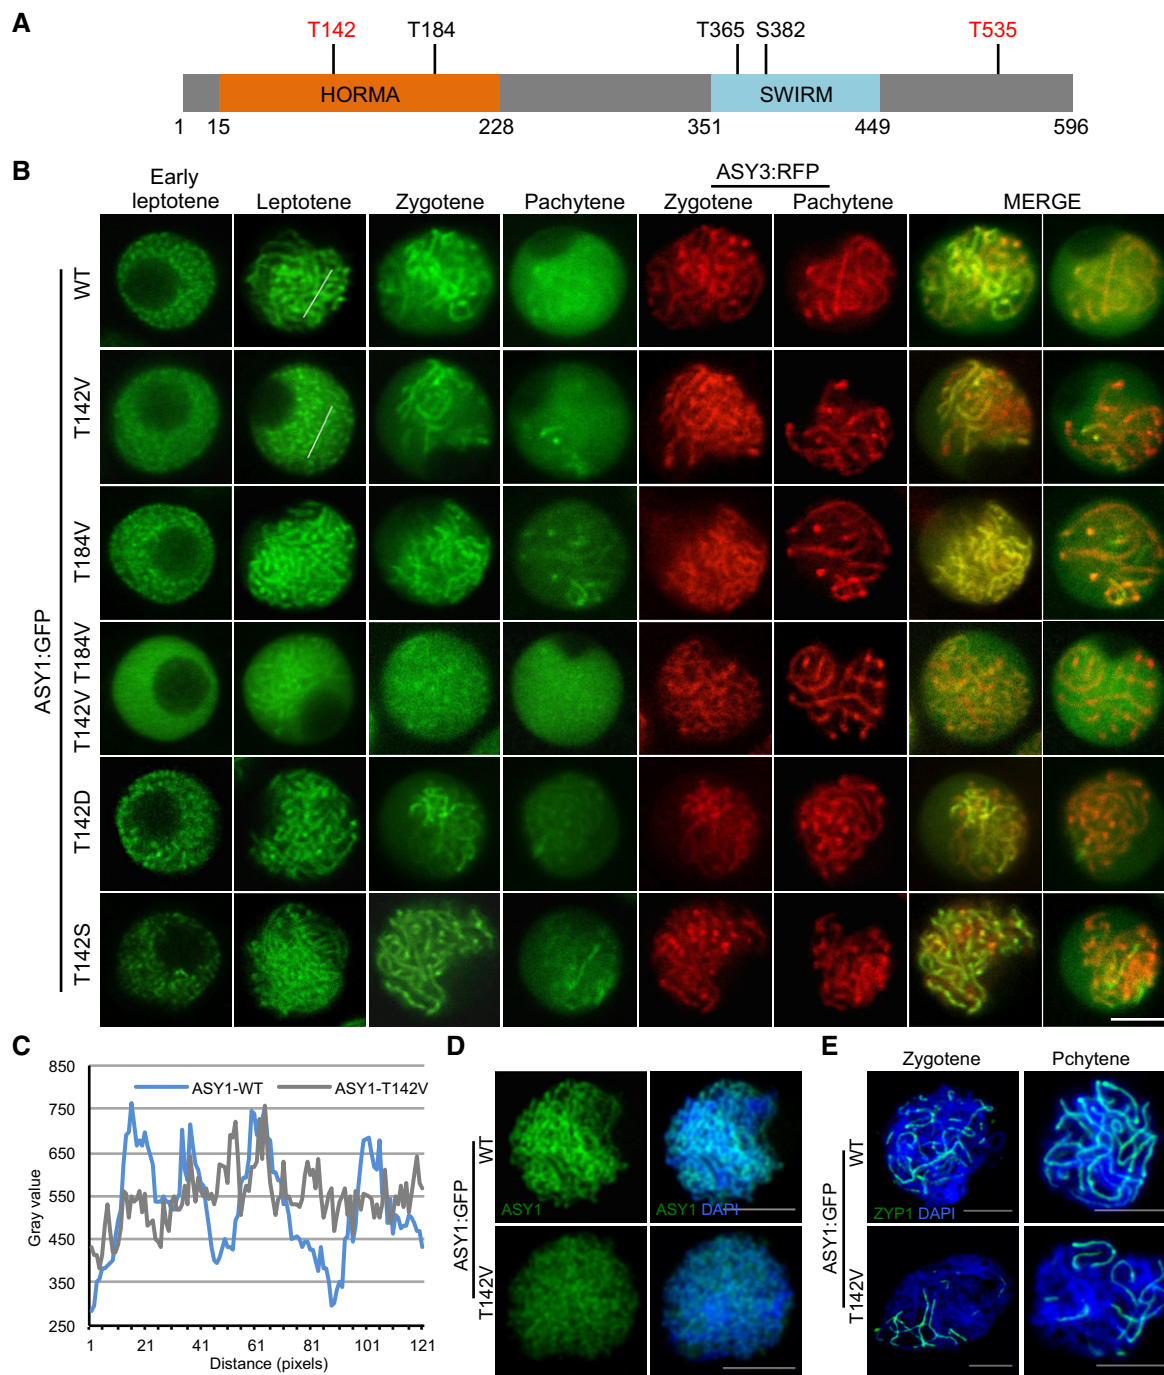 A
T142 T184 T365 S382 T535
HORMA SWIRM
1 15 228 351 449 596
B
ASY3:RFP
Early leptotene Leptotene Zygotene Pachytene Zygotene Pachytene MERGE
ASY1:GFP
WT
T142V
T184V
T142V T184V
T142D
T142S
C
850
750
650
550
450
350
250
Gray value
ASY1-WT ASY1-T142V
1 21 41 61 81 101 121
Distance (pixels)
D
ASY1:GFP
WT
ASY1 ASY1 DAPI
T142V
E
Zygotene Pchytene
ASY1:GFP
WT
ZYP1 DAPI
T142V